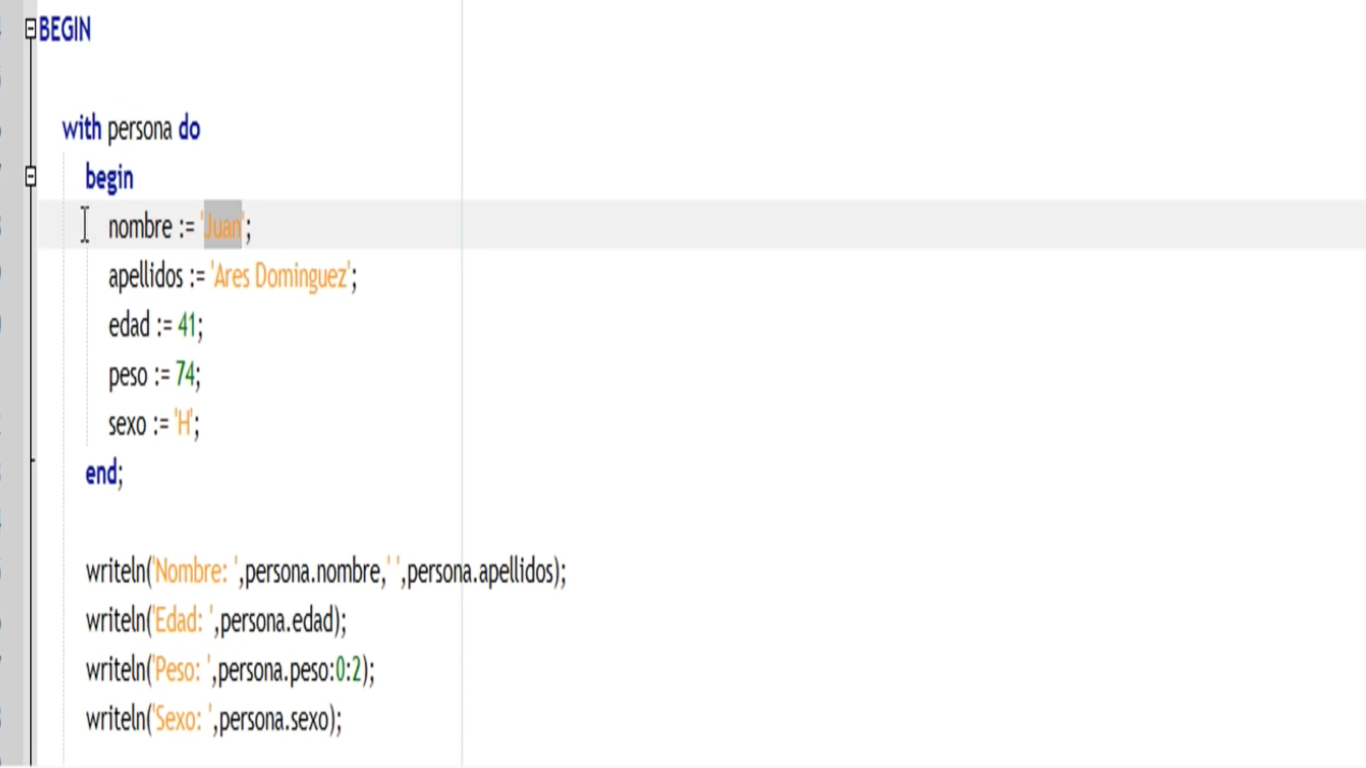 BEGIN
with persona do
begin
nombre := 'Juan';
apellidos := 'Ares Dominguez';
edad := 41;
peso := 74;
sexo := 'H';
end;
writeln('Nombre: ',persona.nombre,' ',persona.apellidos);
writeln('Edad: ',persona.edad);
writeln('Peso: ',persona.peso:0:2);
writeln('Sexo: ',persona.sexo);